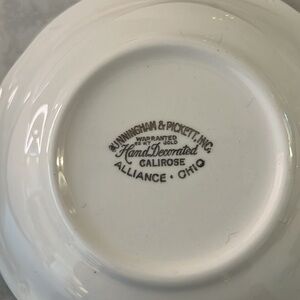 CUNNINGHAM & PICKETT, INC.
WARRANTED
22 KT GOLD
Hand Decorated
CALIROSE
ALLIANCE • OHIO